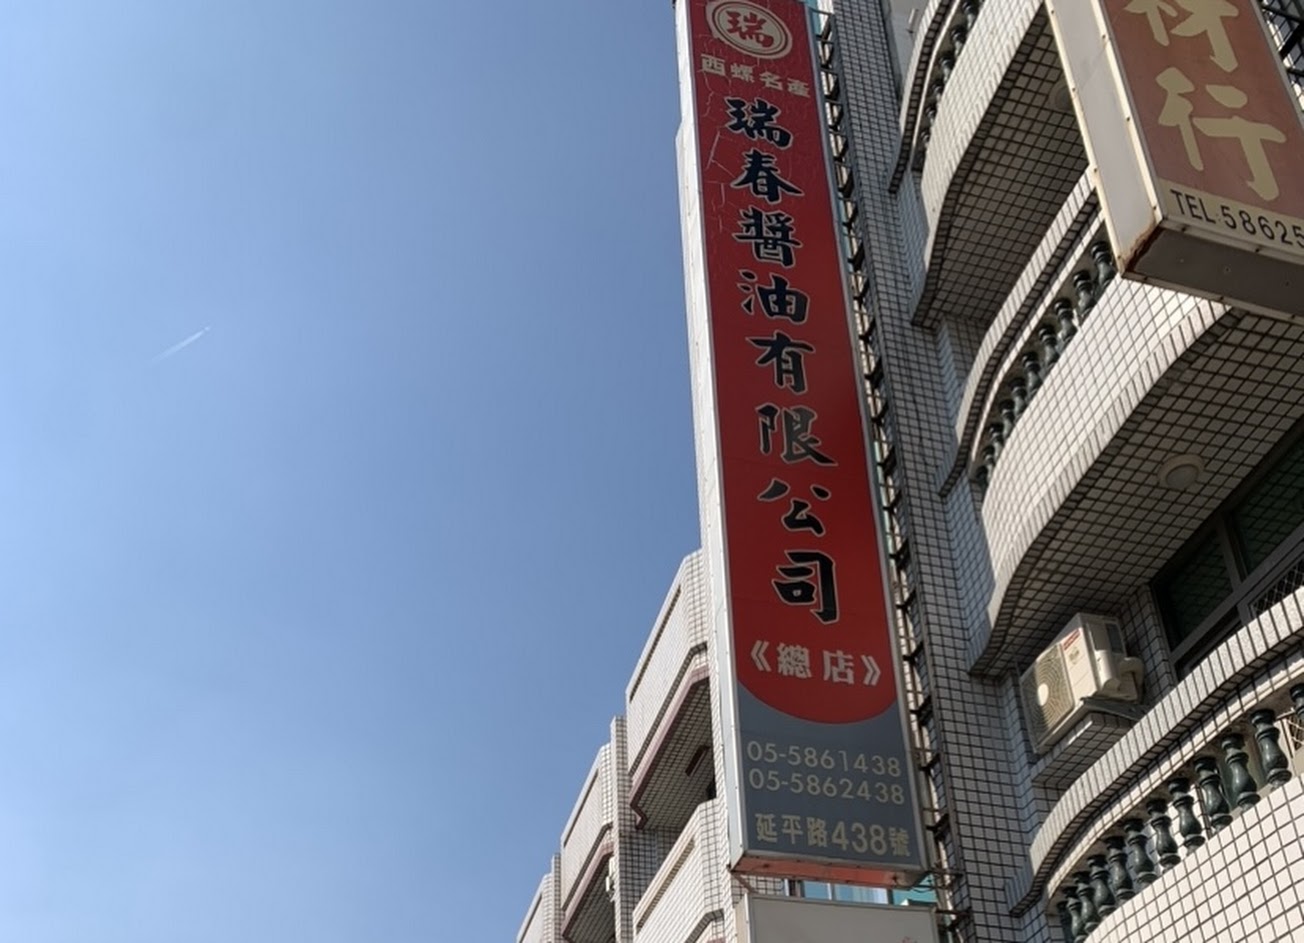 瑞
西螺名產
瑞春醬油有限公司
《總店》
05-5861438
05-5862438
延平路438號
材行
TEL:58625